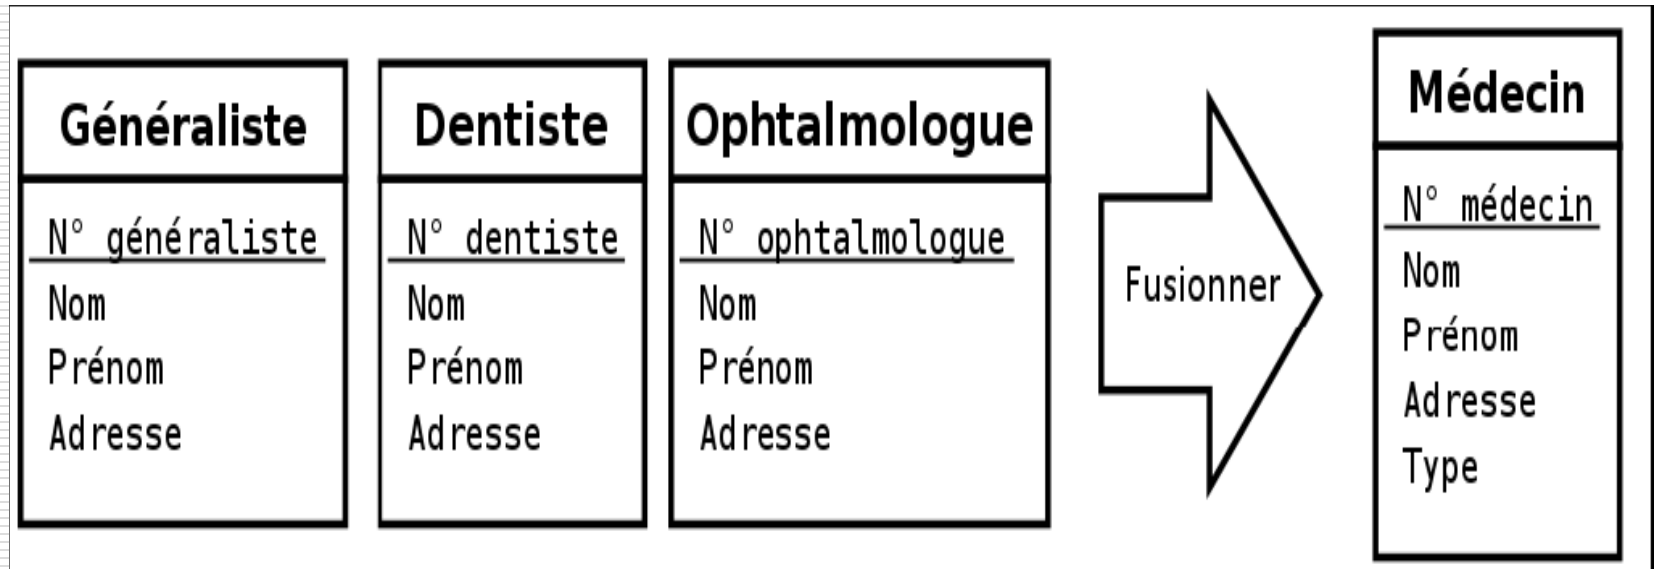 Généraliste
N° généraliste
Nom
Prénom
Adresse
Dentiste
N° dentiste
Nom
Prénom
Adresse
Ophtalmologue
N° ophtalmologue
Nom
Prénom
Adresse
Fusionner
Médecin
N° médecin
Nom
Prénom
Adresse
Type